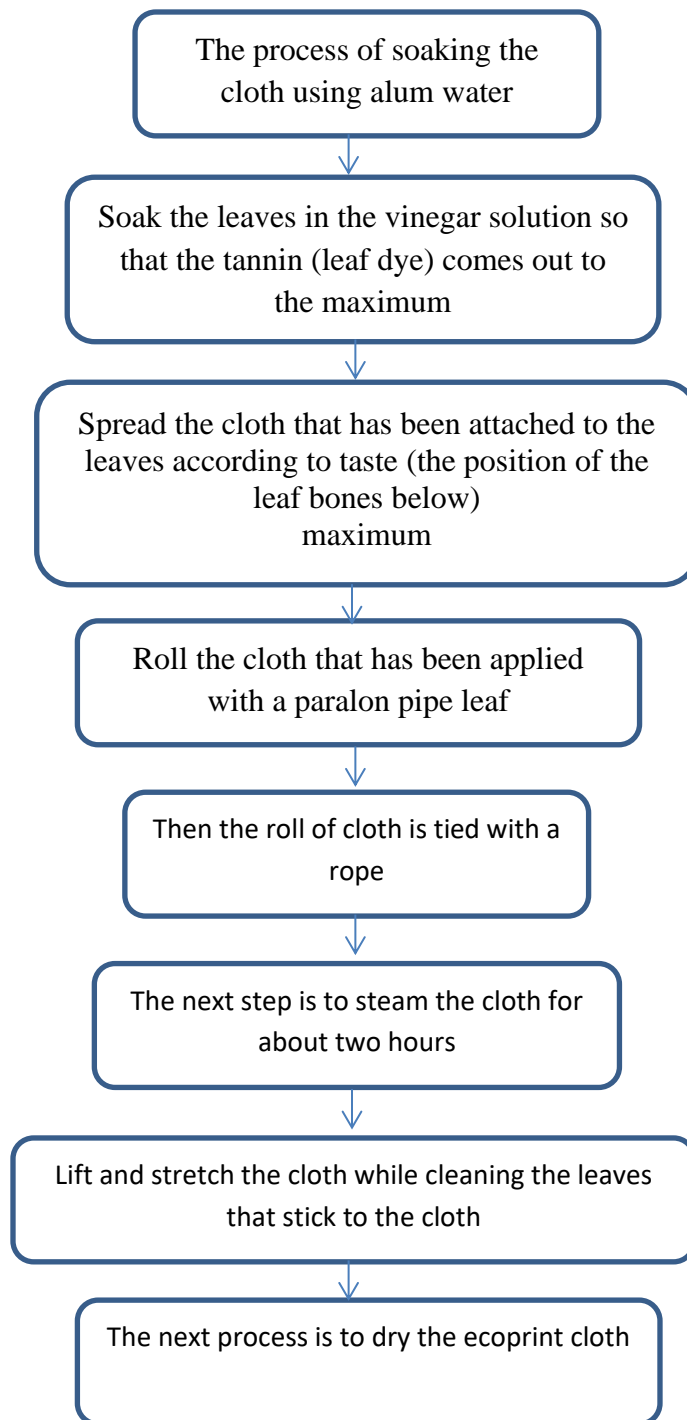 The process of soaking the
cloth using alum water
Soak the leaves in the vinegar solution so
that the tannin (leaf dye) comes out to
the maximum
Spread the cloth that has been attached to the
leaves according to taste (the position of the
leaf bones below)
maximum
Roll the cloth that has been applied
with a paralon pipe leaf
Then the roll of cloth is tied with a
rope
The next step is to steam the cloth for
about two hours
Lift and stretch the cloth while cleaning the leaves
that stick to the cloth
The next process is to dry the ecoprint cloth